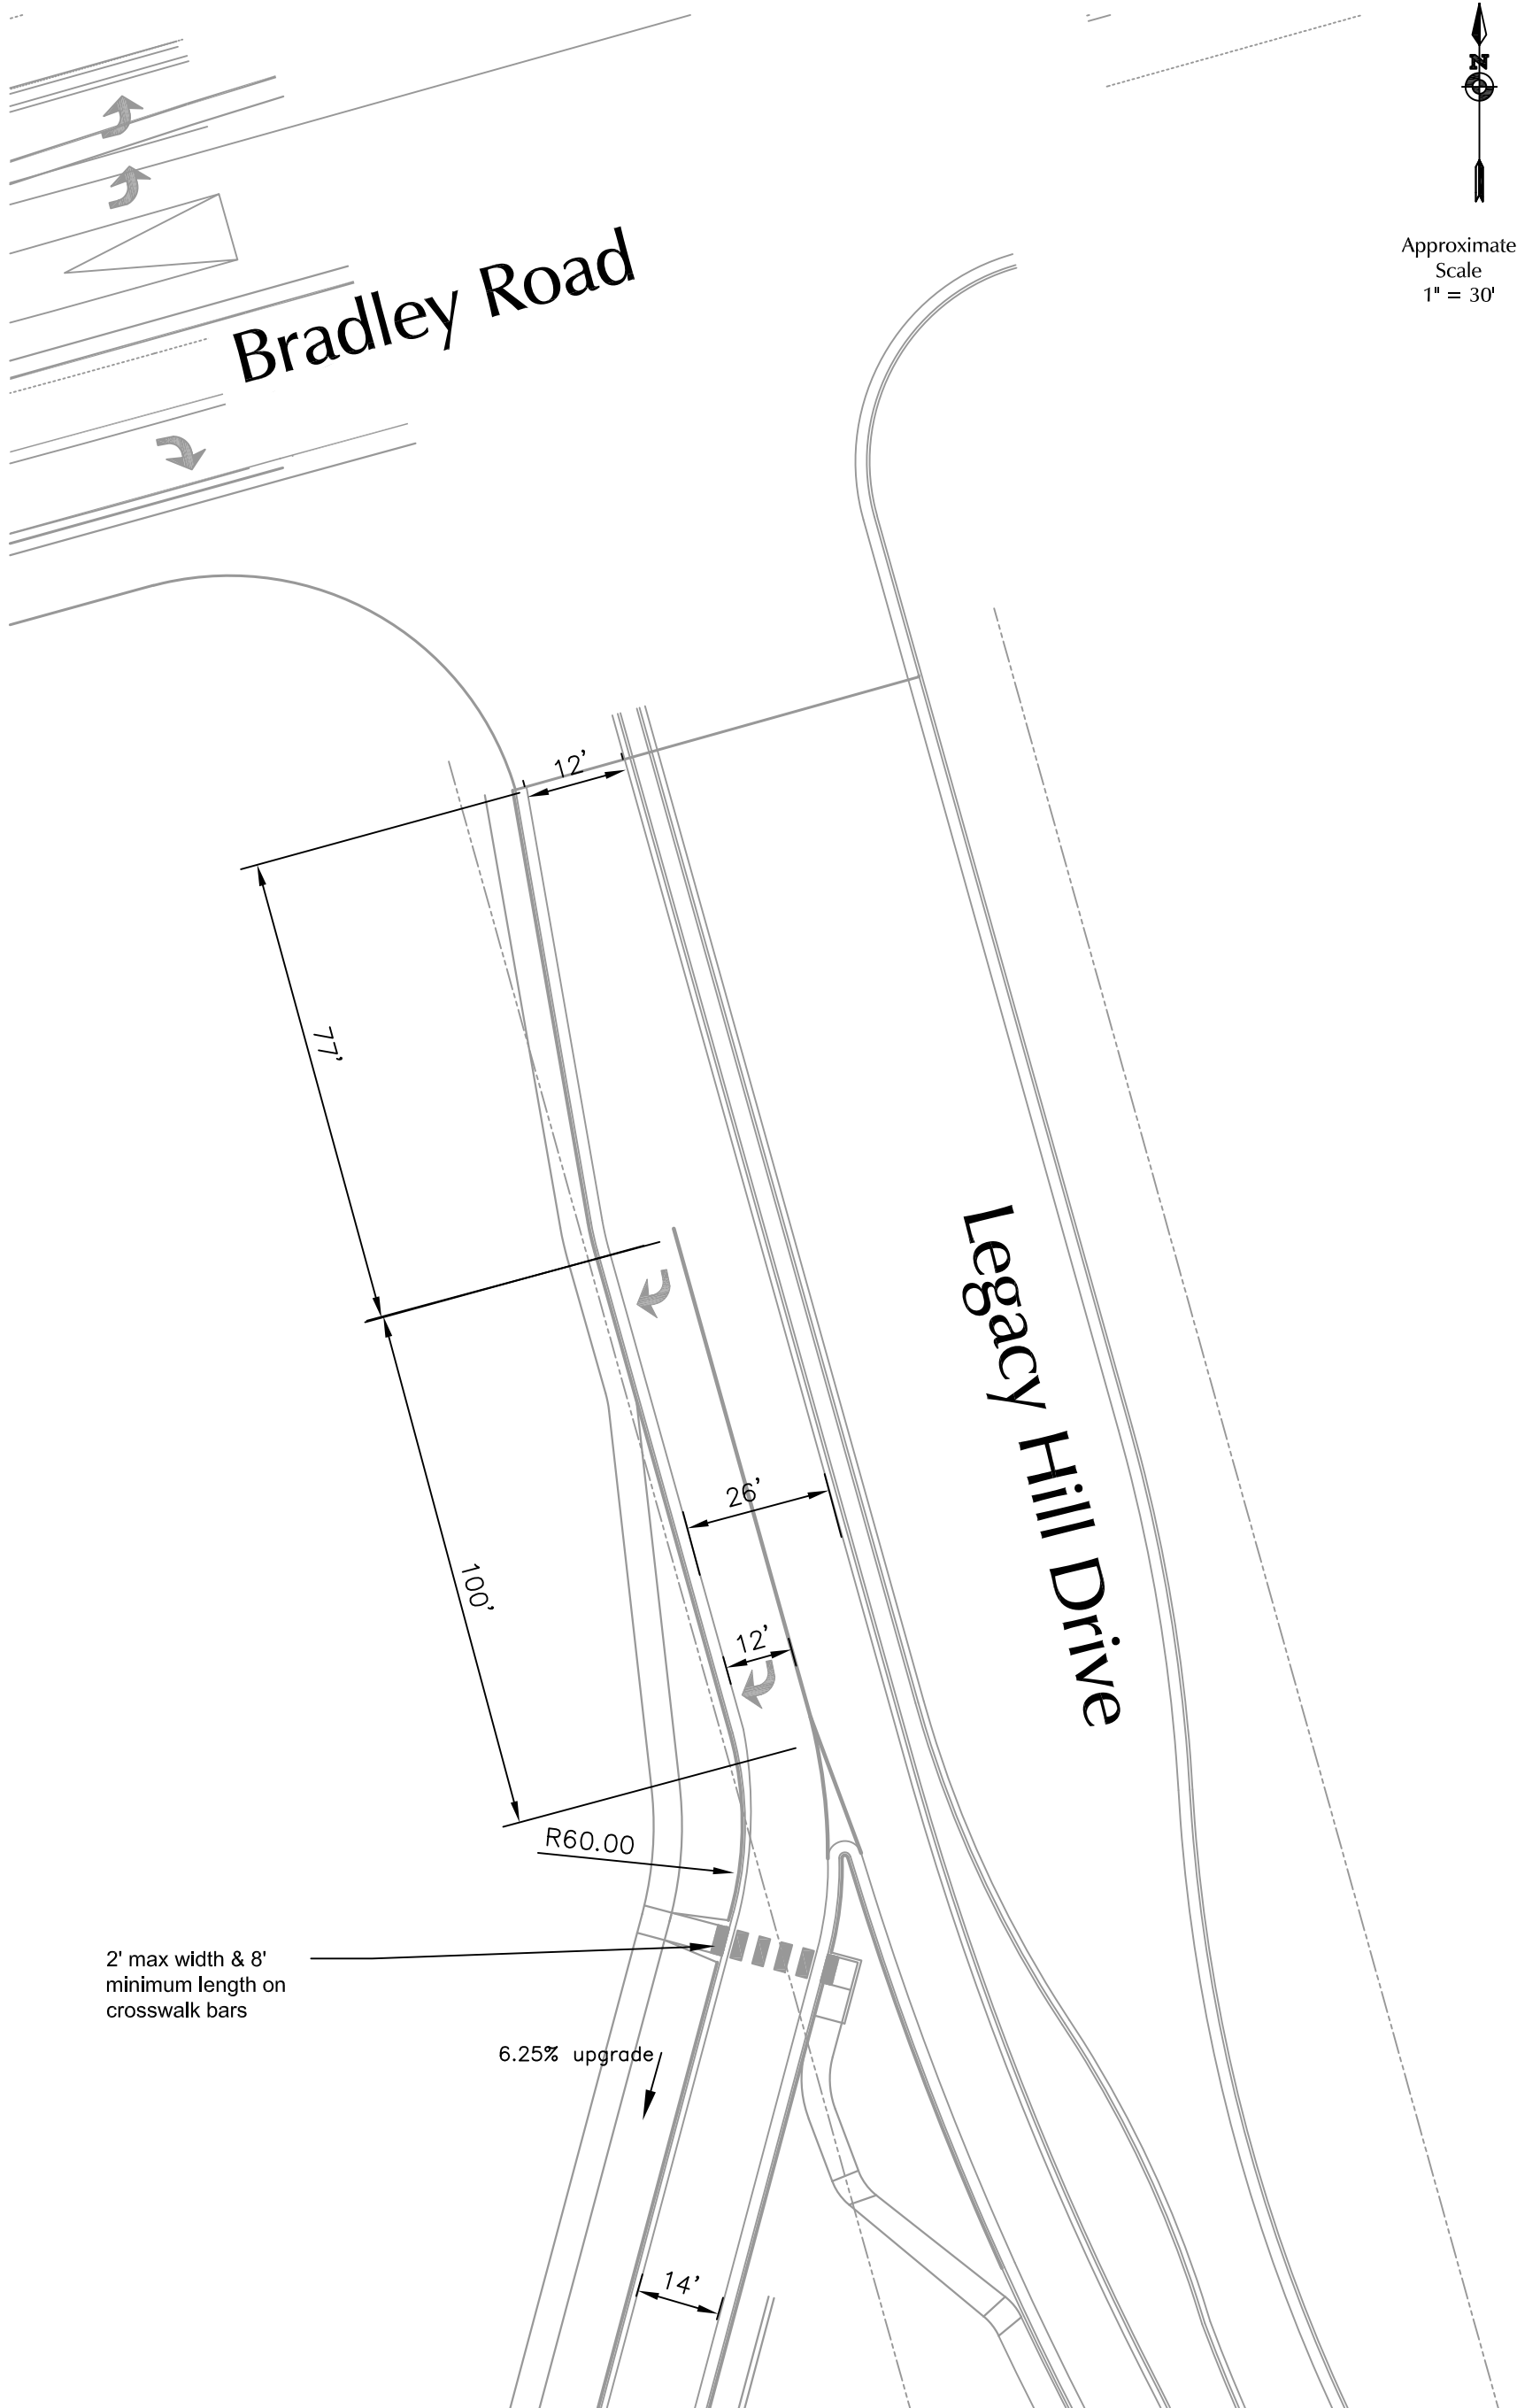 N
Approximate
Scale
1" = 30'
Bradley Road
12'
77'
Legacy Hill Drive
26'
100'
12'
R60.00
2' max width & 8'
minimum length on
crosswalk bars
6.25% upgrade
14'